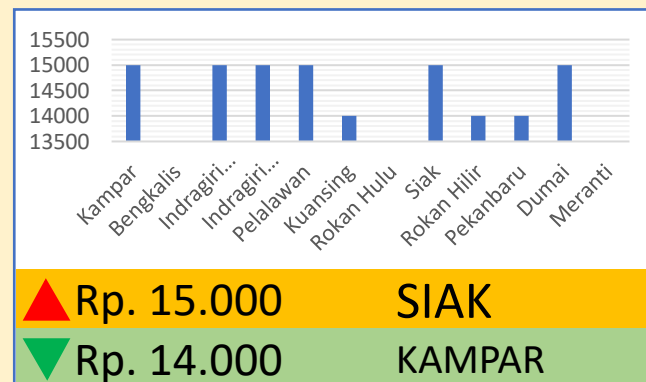 15500
15000
14500
14000
13500
Kampar
Bengkalis
Indragiri...
Indragiri...
Pelalawan
Kuansing
Rokan Hulu
Siak
Rokan Hilir
Pekanbaru
Dumai
Meranti
Rp. 15.000 SIAK
Rp. 14.000 KAMPAR